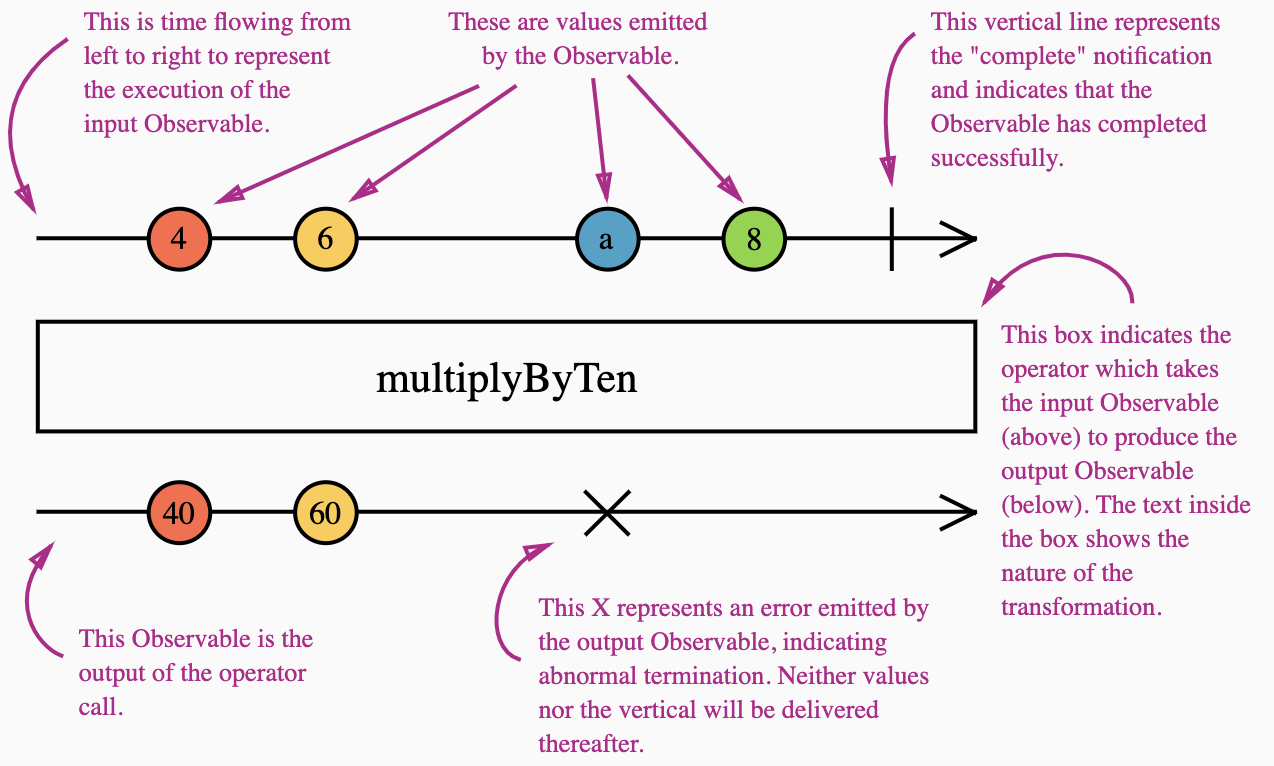 This is time flowing from
left to right to represent
the execution of the
input Observable.
These are values emitted
by the Observable.
This vertical line represents
the "complete" notification
and indicates that the
Observable has completed
successfully.
4
6
a
8
multiplyByTen
This box indicates the
operator which takes
the input Observable
(above) to produce the
output Observable
(below). The text inside
the box shows the
nature of the
transformation.
40
60
This Observable is the
output of the operator
call.
This X represents an error emitted by
the output Observable, indicating
abnormal termination. Neither values
nor the vertical will be delivered
thereafter.